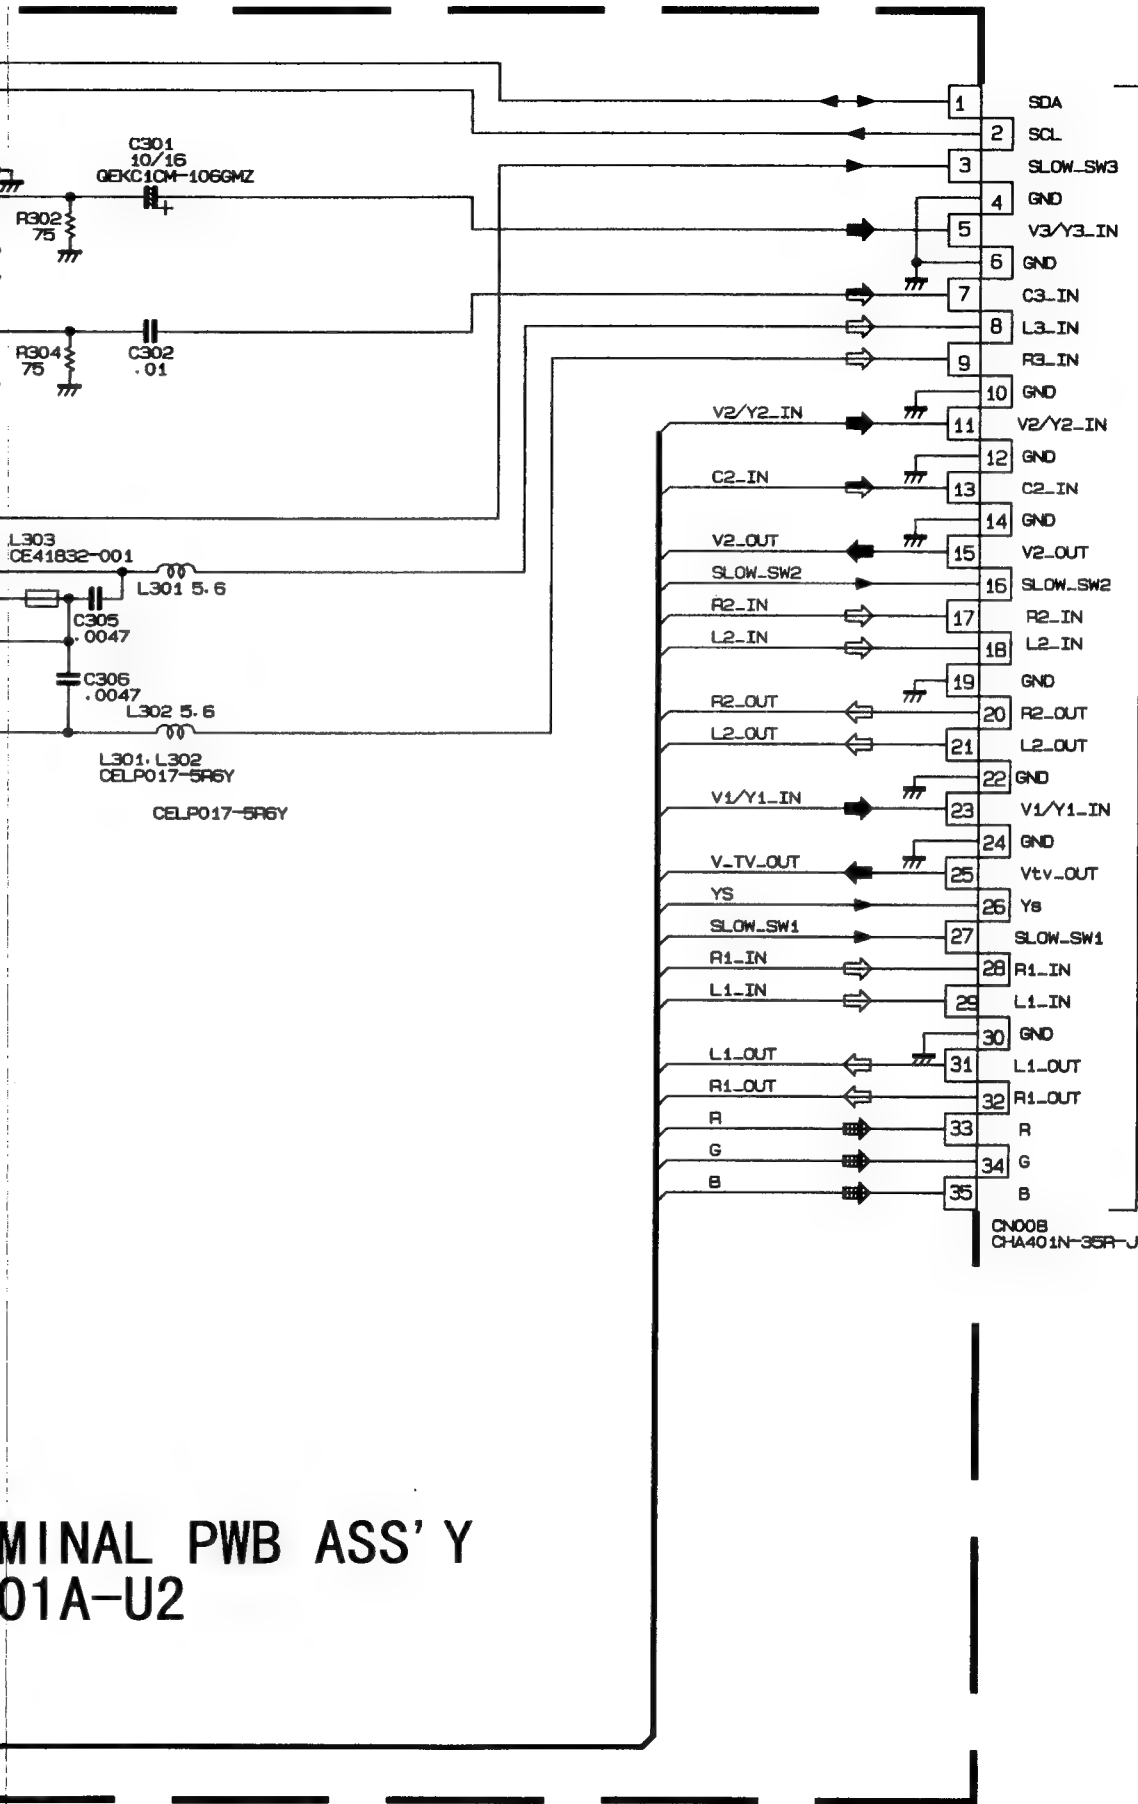 1 SDA
2 SCL
C301
10/16
QEKC1CM-106GMZ
3 SLOW_SW3
4 GND
R302
75
5 V3/Y3_IN
6 GND
7 C3_IN
8 L3_IN
R304
75
C302
.01
9 R3_IN
10 GND
V2/Y2_IN 11 V2/Y2_IN
12 GND
C2_IN 13 C2_IN
14 GND
L303
CE41832-001
V2_OUT 15 V2_OUT
L301 5.6
SLOW_SW2 16 SLOW_SW2
C305
.0047
R2_IN 17 R2_IN
L2_IN 18 L2_IN
C306
.0047
19 GND
L302 5.6
R2_OUT 20 R2_OUT
L2_OUT 21 L2_OUT
L301, L302
CELP017-5R6Y
22 GND
CELP017-5R6Y
V1/Y1_IN 23 V1/Y1_IN
24 GND
V_TV_OUT 25 Vtv_OUT
YS 26 Ys
SLOW_SW1 27 SLOW_SW1
R1_IN 28 R1_IN
L1_IN 29 L1_IN
30 GND
L1_OUT 31 L1_OUT
R1_OUT 32 R1_OUT
R 33 R
G 34 G
B 35 B
CN00B
CHA401N-35R-J
MINAL PWB ASS'Y
01A-U2